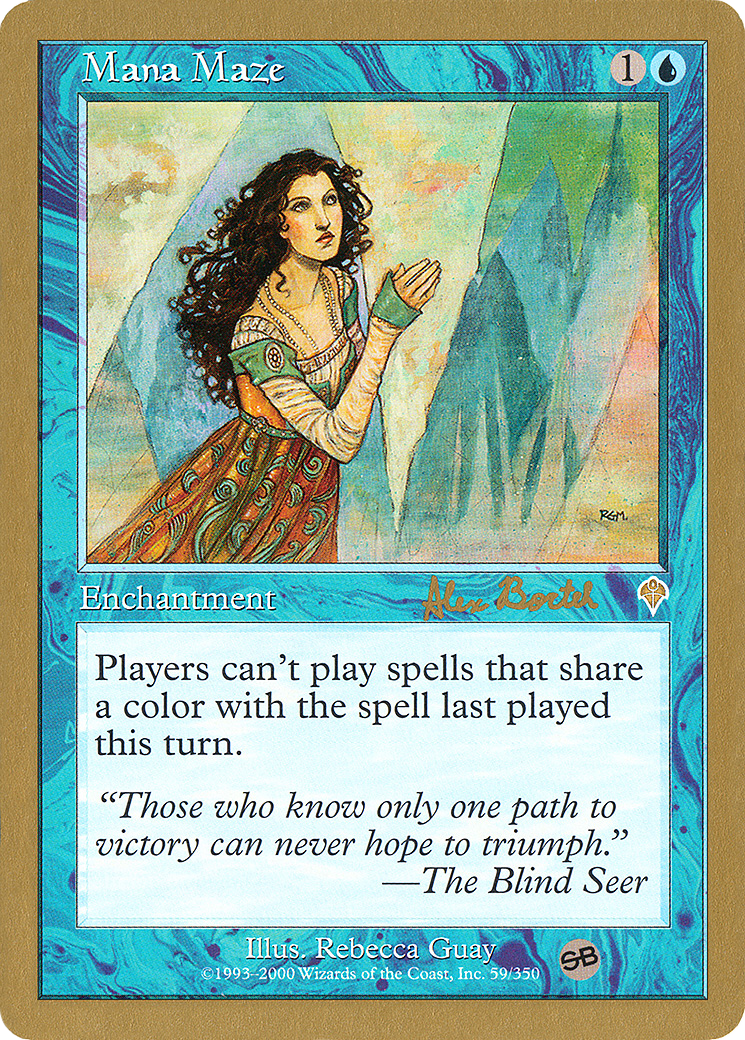 Mana Maze 1
RGM.
Enchantment Alex Borteh
Players can't play spells that share
a color with the spell last played
this turn.
“Those who know only one path to
victory can never hope to triumph.”
—The Blind Seer
Illus. Rebecca Guay
©1993–2000 Wizards of the Coast, Inc. 59/350
SB